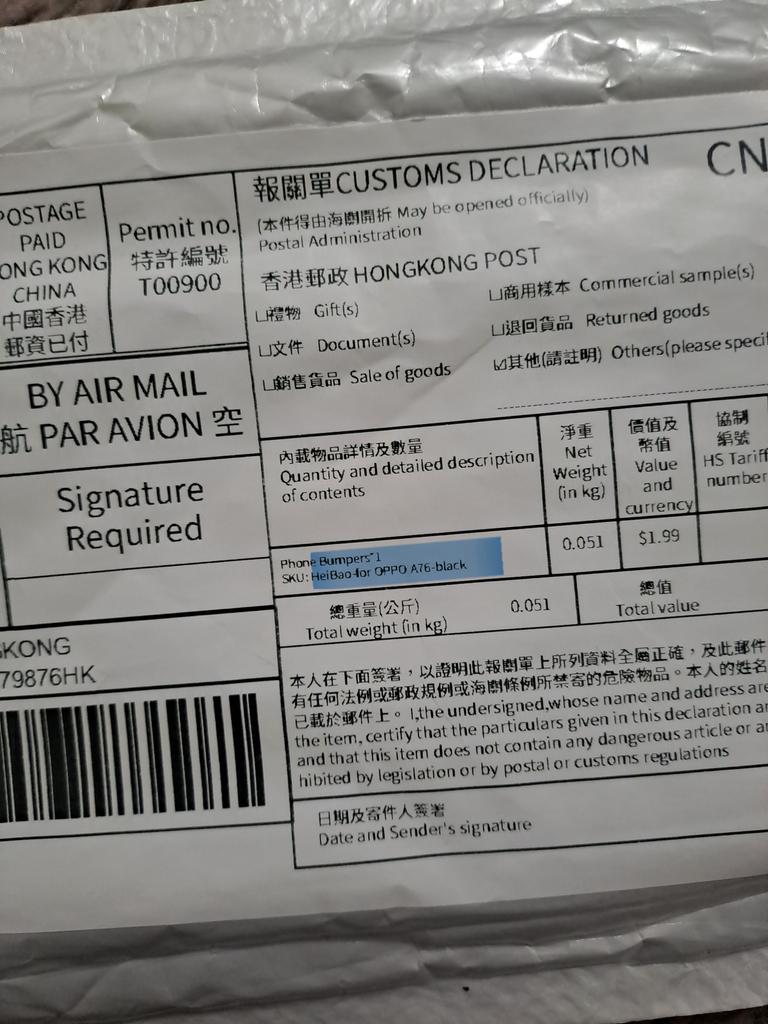 POSTAGE
PAID
ONG KONG
CHINA
中國香港
郵資已付
Permit no.
特許編號
T00900
BY AIR MAIL
航 PAR AVION 空
Signature
Required
KONG
79876HK
報關單CUSTOMS DECLARATION
CN
(本件得由海關開拆 May be opened officially)
Postal Administration
香港郵政 HONGKONG POST
禮物 Gift(s)
商用樣本 Commercial sample(s)
文件 Document(s)
退回貨品 Returned goods
銷售貨品 Sale of goods
其他(請註明) Others(please specif
內載物品詳情及數量
Quantity and detailed description
of contents
淨重
Net
Weight
(in kg)
價值及
幣值
Value
and
currency
協制
編號
HS Tariff
number
Phone Bumpers*1
SKU: HeiBao-for OPPO A76-black
0.051
$1.99
總重量(公斤)
Total weight (in kg)
0.051
總值
Total value
本人在下面簽署，以證明此報關單上所列資料全屬正確，及此郵件
有任何法例或郵政規例或海關條例所禁寄的危險物品。本人的姓名
已載於郵件上。 I,the undersigned,whose name and address are
the item, certify that the particulars given in this declaration a
and that this item does not contain any dangerous article or a
hibited by legislation or by postal or customs regulations
日期及寄件人簽署
Date and Sender's signature